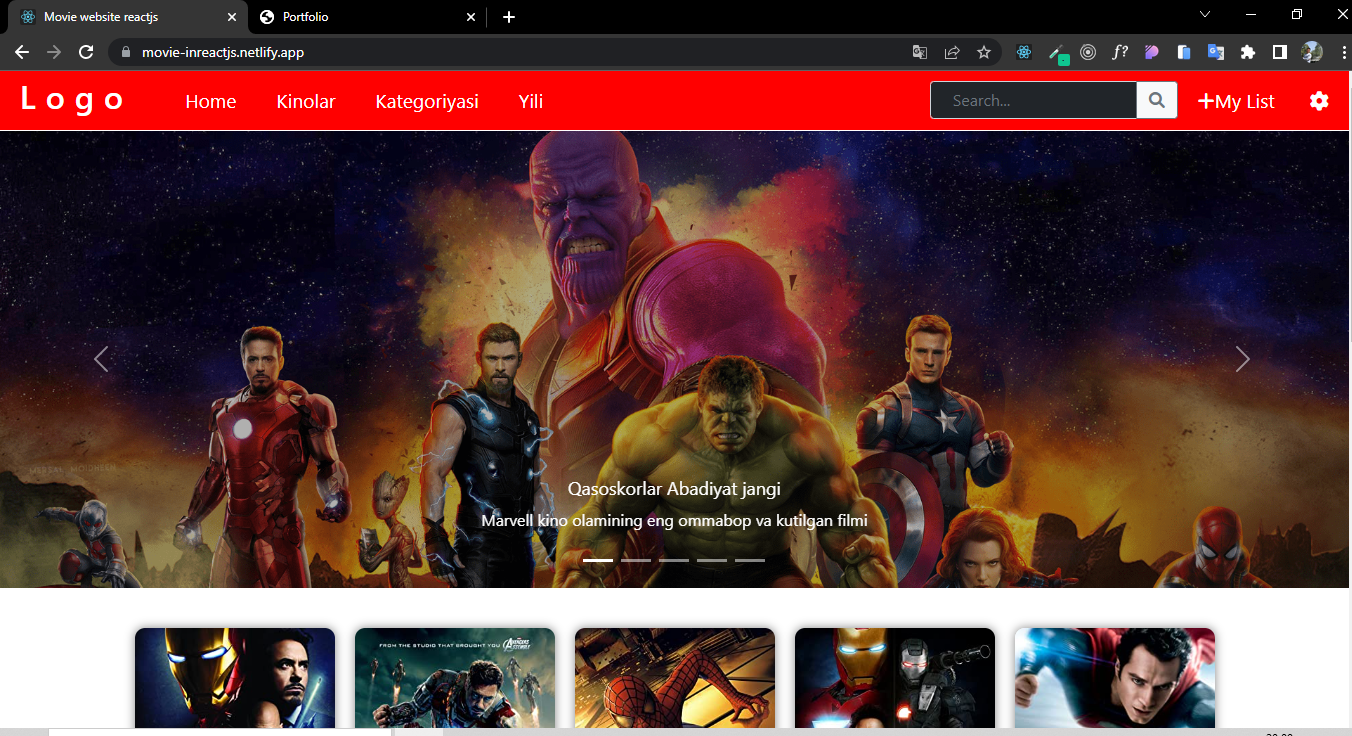 Movie website reactjs
Portfolio
movie-inreactjs.netlify.app
f?
Logo
Home
Kinolar
Kategoriyasi
Yili
Search...
+My List
Qasoskorlar Abadiyat jangi
Marvell kino olamining eng ommabop va kutilgan filmi
FROM THE STUDIO THAT BROUGHT YOU